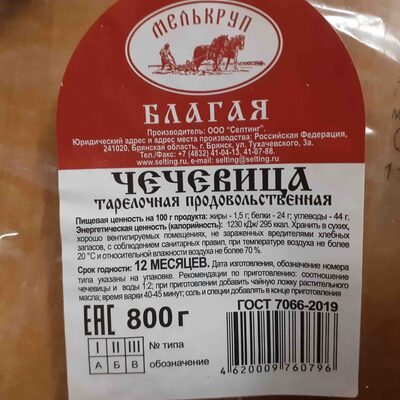 МЕЛЬКРУП
БЛАГАЯ
Производитель: ООО "Селтинг".
Юридический адрес и адрес места производства: Российская Федерация,
241020, Брянская область, г. Брянск, ул. Тухачевского, 3а.
Тел./Факс: +7 (4832) 41-04-13, 41-07-88.
www.selting.ru, e-mail: selting@selting.ru
ЧЕЧЕВИЦА
тарелочная продовольственная
Пищевая ценность на 100 г продукта: жиры - 1,5 г; белки - 24 г; углеводы - 44 г.
Энергетическая ценность (калорийность): 1230 кДж/ 295 ккал. Хранить в сухих,
хорошо вентилируемых помещениях, не зараженных вредителями хлебных
запасов, с соблюдением санитарных правил, при температуре воздуха не более
20 °С и относительной влажности воздуха не более 70 %.
Срок годности: 12 МЕСЯЦЕВ. Дата изготовления, обозначение номера
типа указаны на упаковке. Рекомендации по приготовлению: соотношение
чечевицы и воды 1:2; при приготовлении добавить чайную ложку растительного
масла; время варки 40-45 минут; соль и специи добавлять в конце приготовления
ГОСТ 7066-2019
ЕАС 800 г
I II III № типа
А Б В обозначение
4 620009 760796